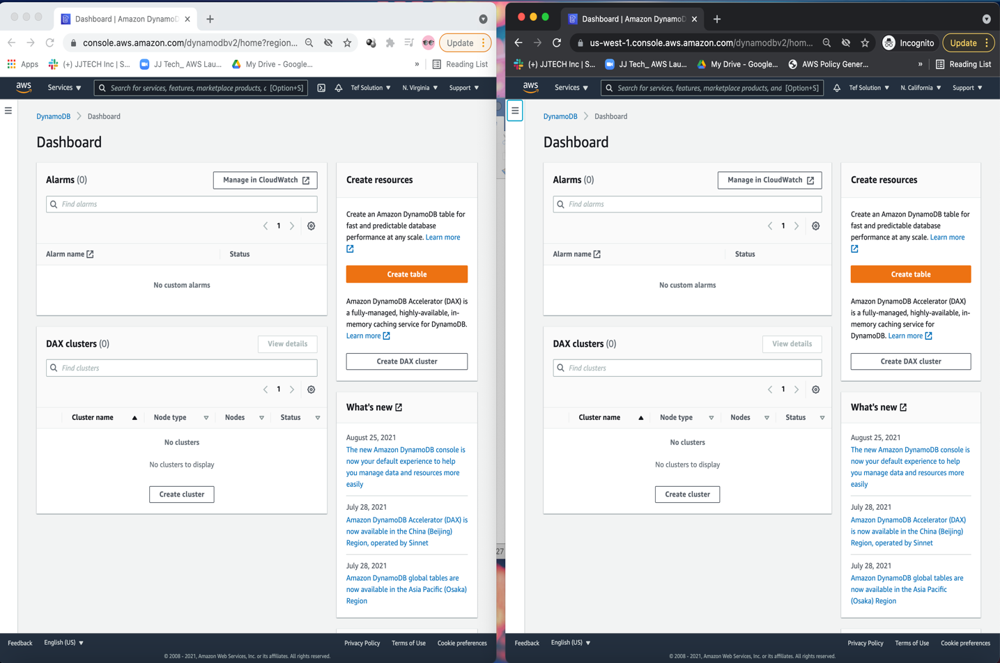 Dashboard | Amazon DynamoD
console.aws.amazon.com/dynamodbv2/home?region...
Update
Apps
(+) JJTECH Inc | S...
JJ Tech_ AWS Lau...
My Drive - Google...
»
Reading List
aws
Services
Search for services, features, marketplace products, c [Option+S]
Tef Solution
N. Virginia
Support
DynamoDB
Dashboard
Dashboard
Alarms (0)
Manage in CloudWatch
Find alarms
1
Alarm name
Status
No custom alarms
DAX clusters (0)
View details
Find clusters
1
Cluster name
Node type
Nodes
Status
No clusters
No clusters to display
Create cluster
Create resources
Create an Amazon DynamoDB table for
fast and predictable database
performance at any scale. Learn more
Create table
Amazon DynamoDB Accelerator (DAX) is
a fully-managed, highly-available, in-
memory caching service for DynamoDB.
Learn more
Create DAX cluster
What's new
August 25, 2021
The new Amazon DynamoDB console is
now your default experience to help
you manage data and resources more
easily
July 28, 2021
Amazon DynamoDB Accelerator (DAX) is
now available in the China (Beijing)
Region, operated by Sinnet
July 28, 2021
Amazon DynamoDB global tables are
now available in the Asia Pacific (Osaka)
Region
Feedback
English (US)
Privacy Policy
Terms of Use
Cookie preferences
© 2008 - 2021, Amazon Web Services, Inc. or its affiliates. All rights reserved.
27
Dashboard | Amazon DynamoD
us-west-1.console.aws.amazon.com/dynamodbv2/hom...
Incognito
Update
(+) JJTECH Inc | S...
JJ Tech_ AWS Lau...
My Drive - Google...
AWS Policy Gener...
»
Reading List
aws
Services
Search for services, features, marketplace products, and [Option+S]
Tef Solution
N. California
Support
DynamoDB
Dashboard
Dashboard
Alarms (0)
Manage in CloudWatch
Find alarms
1
Alarm name
Status
No custom alarms
DAX clusters (0)
View details
Find clusters
1
Cluster name
Node type
Nodes
Status
No clusters
No clusters to display
Create cluster
Create resources
Create an Amazon DynamoDB table for
fast and predictable database
performance at any scale. Learn more
Create table
Amazon DynamoDB Accelerator (DAX)
is a fully-managed, highly-available, in-
memory caching service for
DynamoDB. Learn more
Create DAX cluster
What's new
August 25, 2021
The new Amazon DynamoDB console is
now your default experience to help
you manage data and resources more
easily
July 28, 2021
Amazon DynamoDB Accelerator (DAX)
is now available in the China (Beijing)
Region, operated by Sinnet
July 28, 2021
Amazon DynamoDB global tables are
now available in the Asia Pacific
(Osaka) Region
Feedback
English (US)
Privacy Policy
Terms of Use
Cookie preferences
© 2008 - 2021, Amazon Web Services, Inc. or its affiliates. All rights reserved.